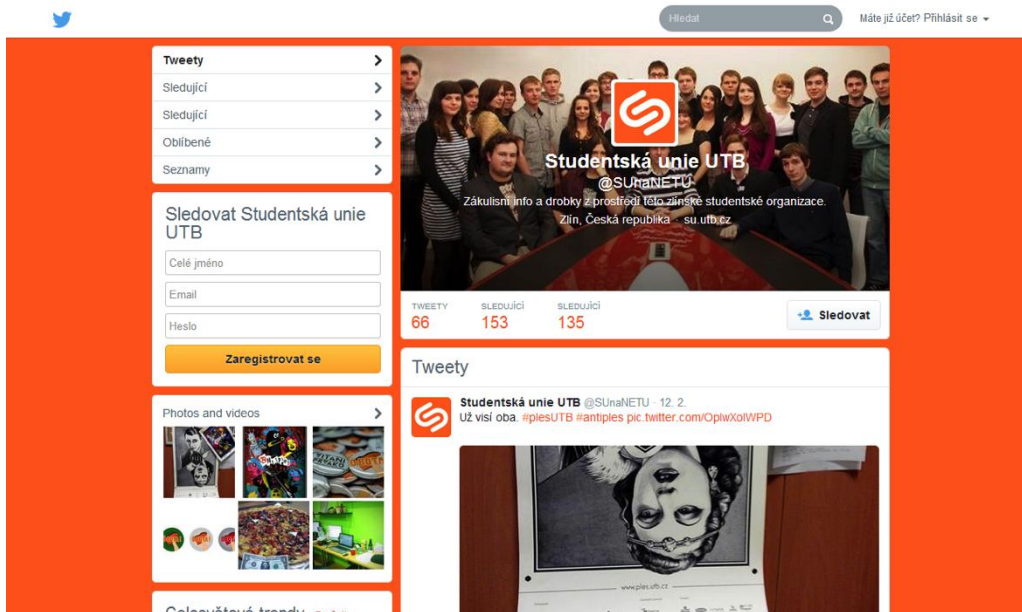 Hledat
Máte již účet? Přihlásit se
Tweety
Sledující
Sledující
Oblíbené
Seznamy
Sledovat Studentská unie
UTB
Celé jméno
Email
Heslo
Zaregistrovat se
Photos and videos
Studentská unie UTB
@SUnaNETU
Zákulisní info a drobky z prostředí této zlínské studentské organizace.
Zlín, Česká republika · su.utb.cz
TWEETY
66
SLEDUJÍCÍ
153
SLEDUJÍCÍ
135
Sledovat
Tweety
Studentská unie UTB @SUnaNETU · 12. 2.
Už visí oba. #plesUTB #antiples pic.twitter.com/OplwXolWPD
www.ples.utb.cz